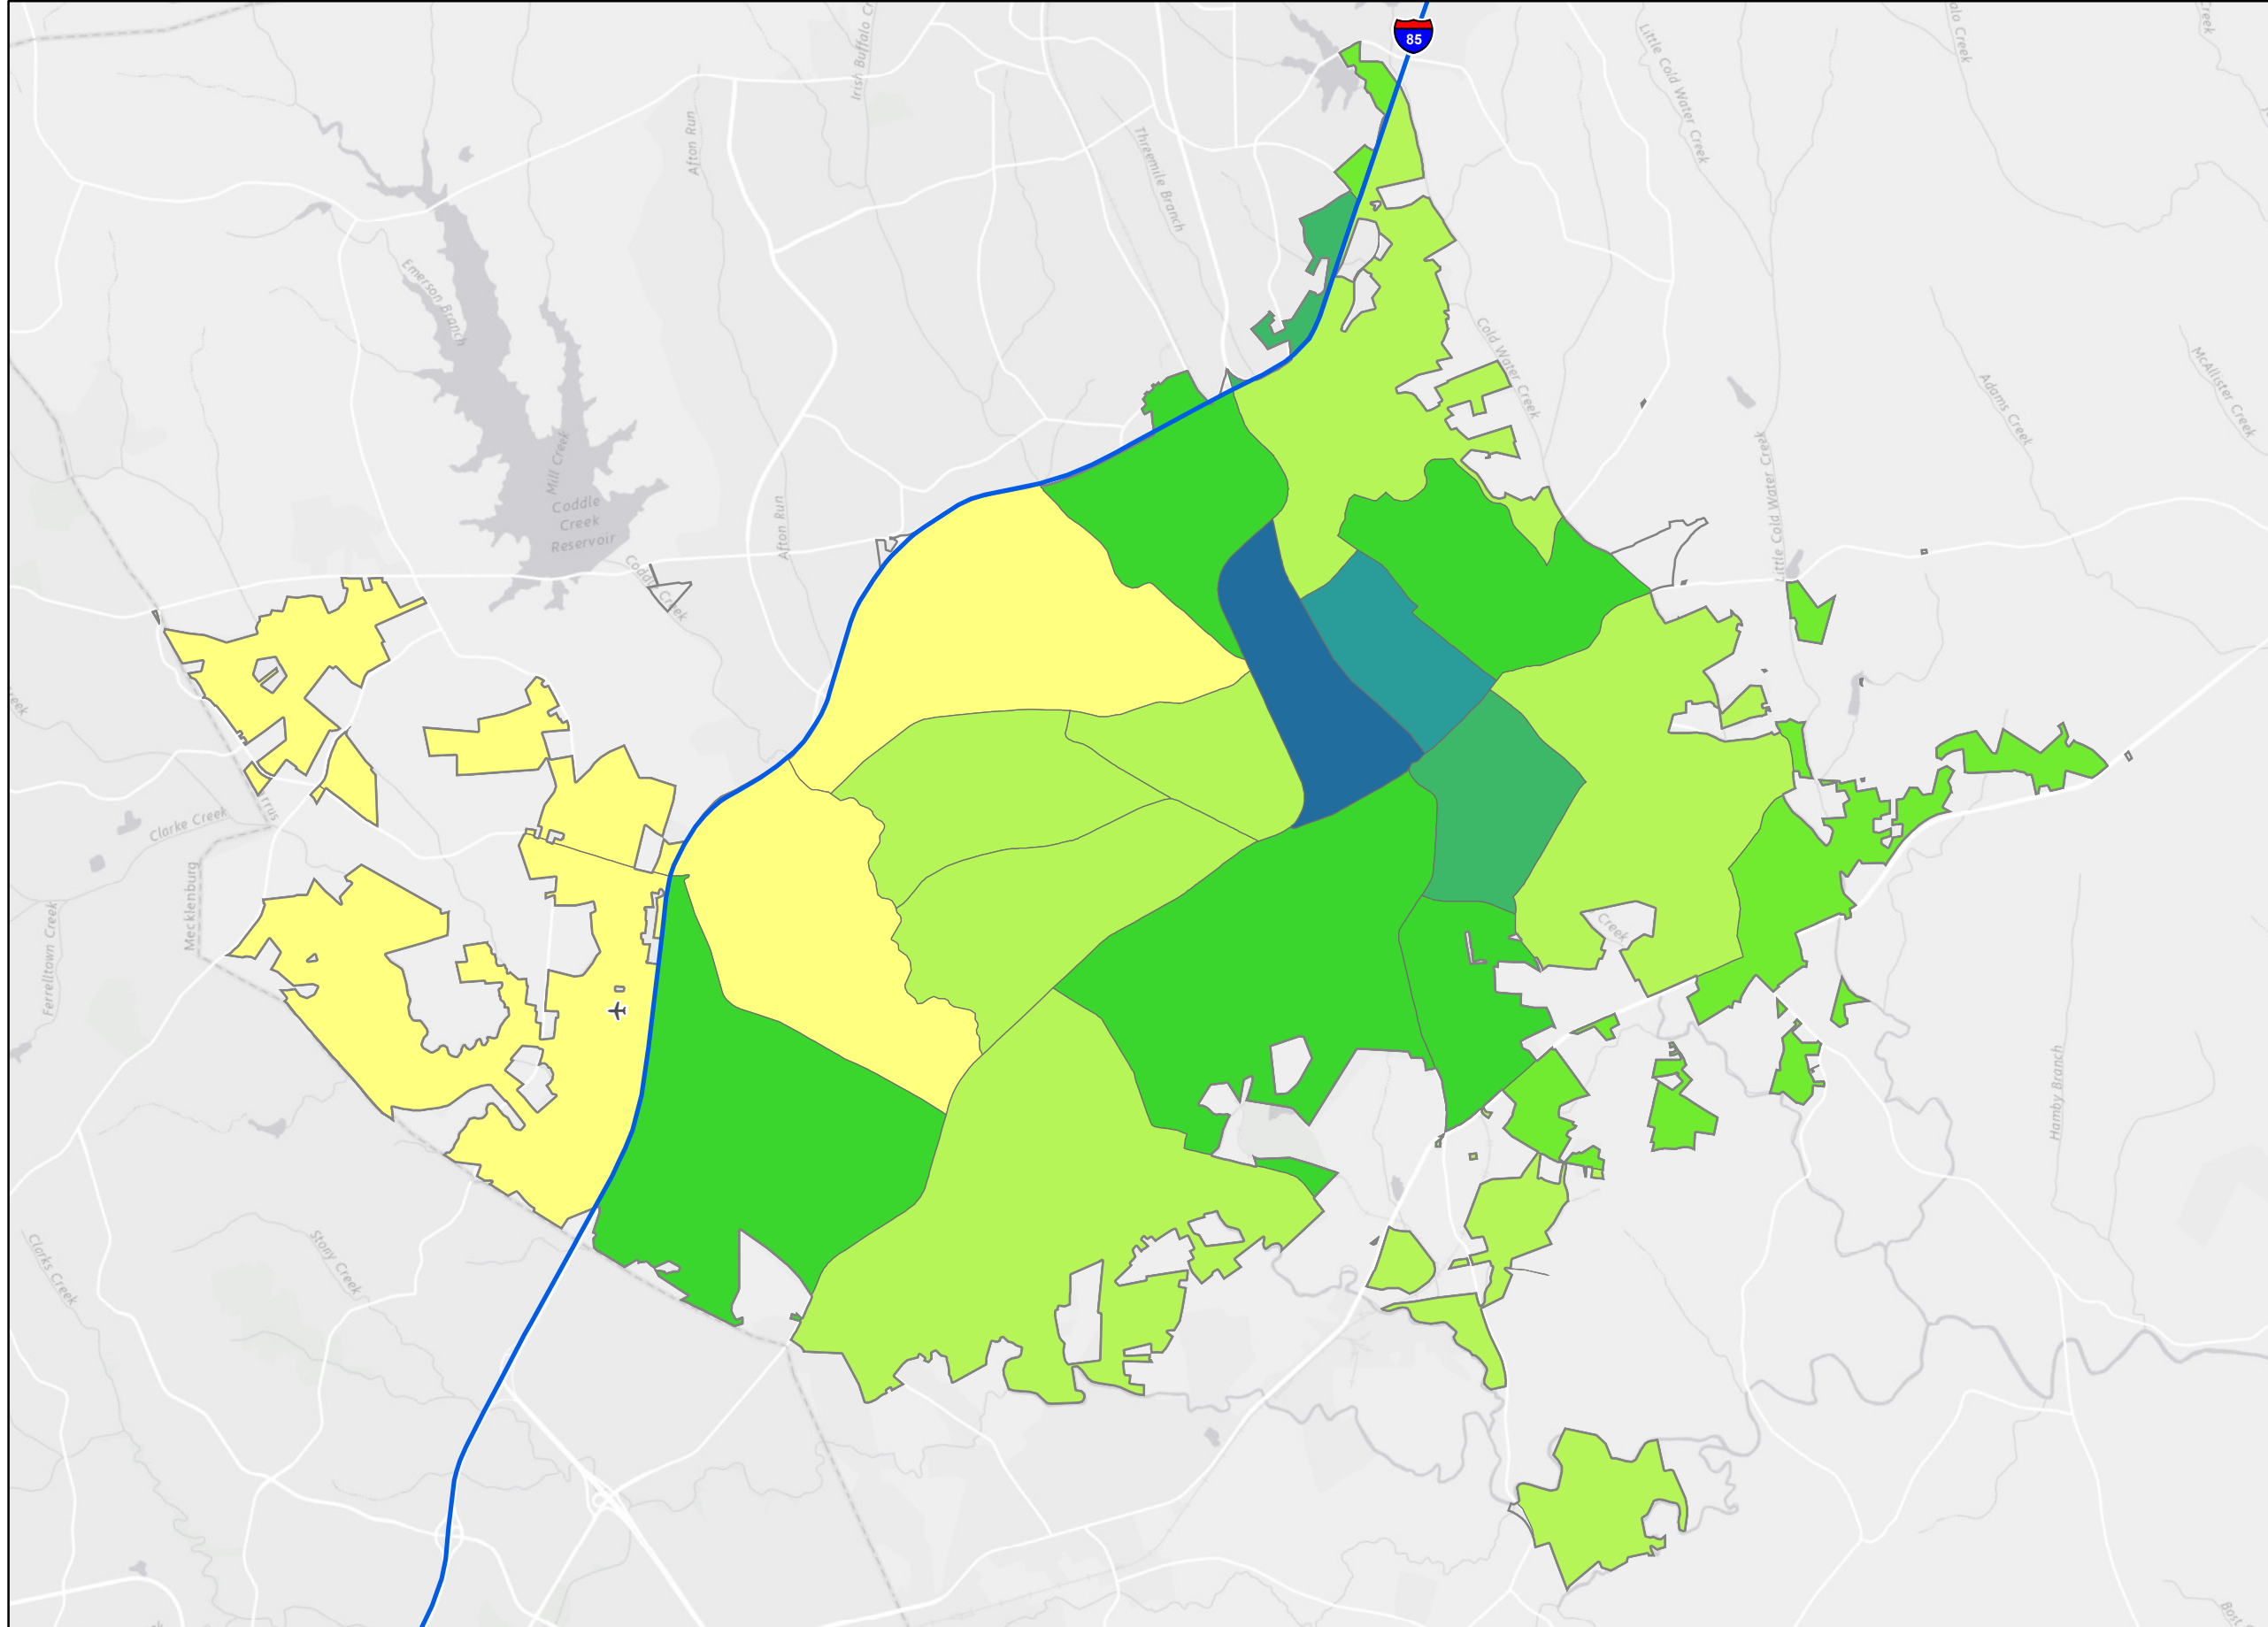 85
Irish Buffalo Cr
Afton Run
Threemile Branch
Little Cold Water Creek
Creek
Emerson Branch
Cold Water Creek
Adams Creek
McAllister Creek
Mill Creek
Coddle
Creek
Reservoir
Afton Run
Little Cold Water Creek
Clarke Creek
Mecklenburg
Ferrelltown Creek
Creek
Hamby Branch
Clarks Creek
Stony Creek